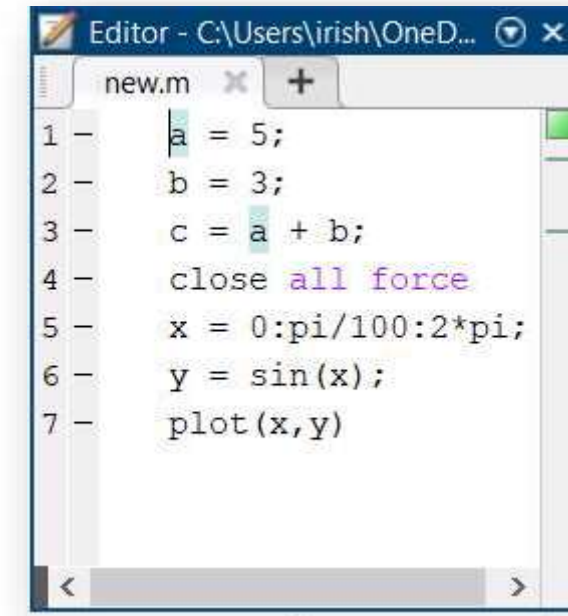 Editor - C:\Users\irish\OneD...
new.m
1 - a = 5;
2 - b = 3;
3 - c = a + b;
4 - close all force
5 - x = 0:pi/100:2*pi;
6 - y = sin(x);
7 - plot(x,y)